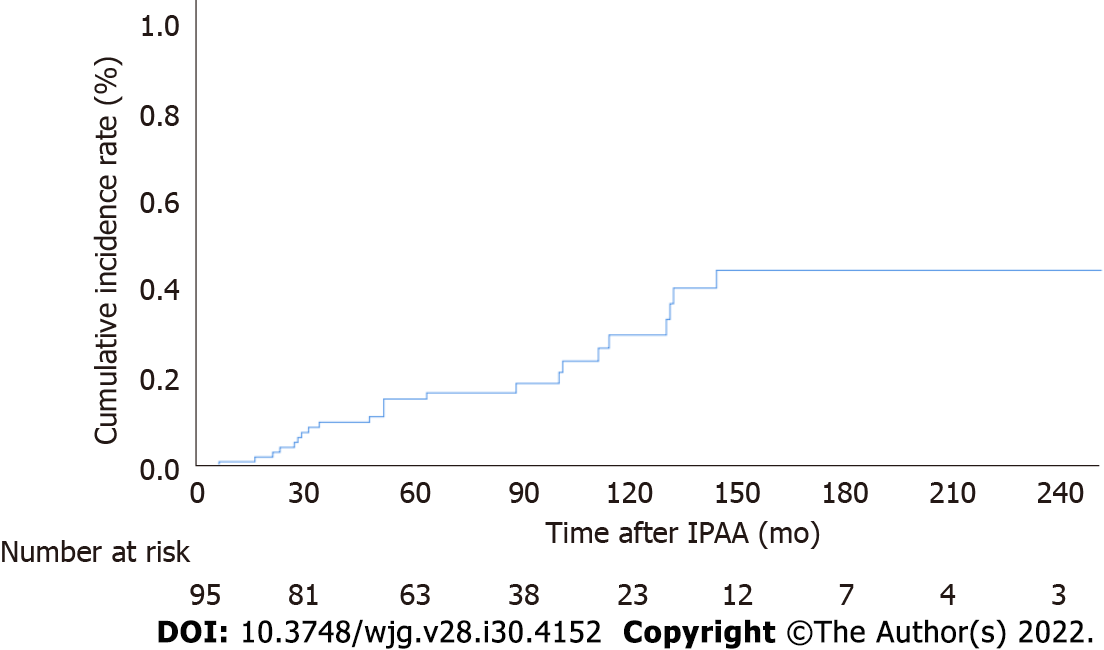 1.0
0.8
0.6
0.4
0.2
0.0
Cumulative incidence rate (%)
0 30 60 90 120 150 180 210 240
Time after IPAA (mo)
Number at risk
95 81 63 38 23 12 7 4 3
DOI: 10.3748/wjg.v28.i30.4152 Copyright ©The Author(s) 2022.